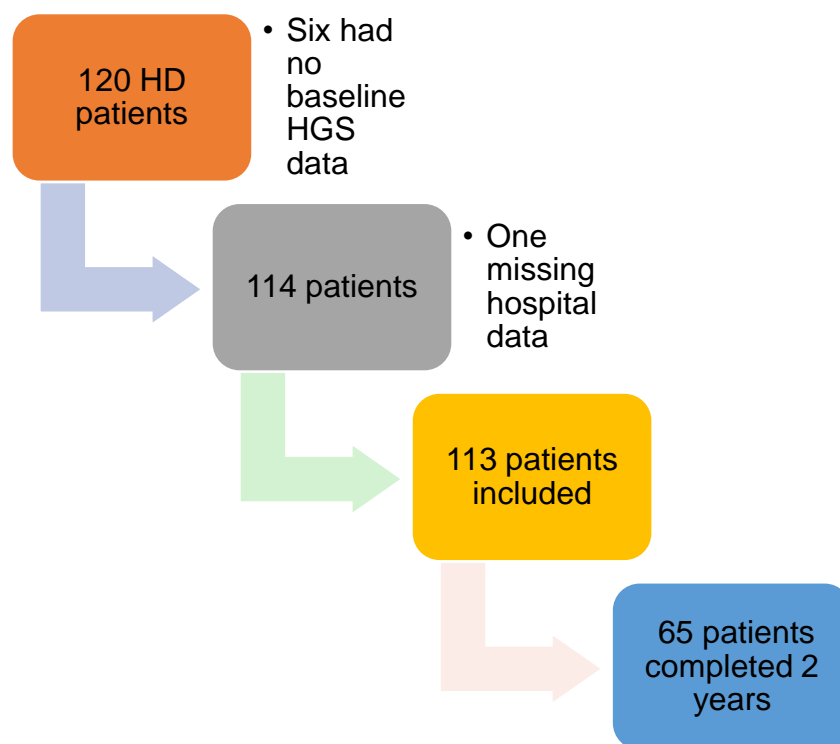 120 HD
patients
• Six had
no
baseline
HGS
data
114 patients
• One
missing
hospital
data
113 patients
included
65 patients
completed 2
years